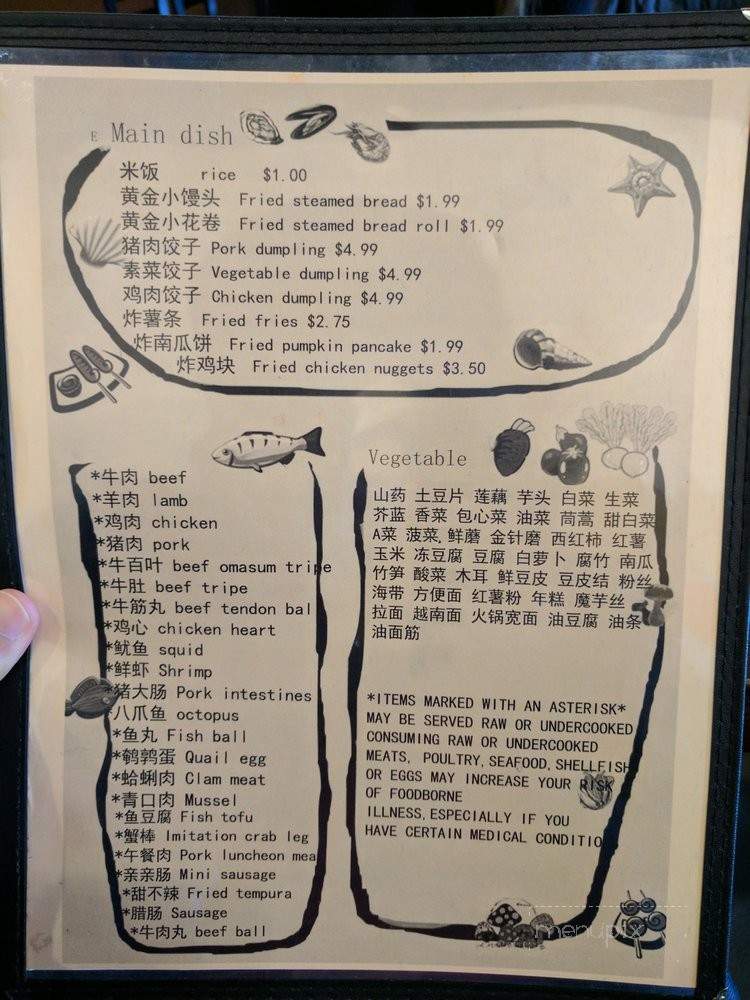 E Main dish
米饭 rice $1.00
黄金小馒头 Fried steamed bread $1.99
黄金小花卷 Fried steamed bread roll $1.99
猪肉饺子 Pork dumpling $4.99
素菜饺子 Vegetable dumpling $4.99
鸡肉饺子 Chicken dumpling $4.99
炸薯条 Fried fries $2.75
炸南瓜饼 Fried pumpkin pancake $1.99
炸鸡块 Fried chicken nuggets $3.50
*牛肉 beef
*羊肉 lamb
*鸡肉 chicken
*猪肉 pork
*牛百叶 beef omasum tripe
*牛肚 beef tripe
*牛筋丸 beef tendon bal
*鸡心 chicken heart
*鱿鱼 squid
*鲜虾 Shrimp
*猪大肠 Pork intestines
*八爪鱼 octopus
*鱼丸 Fish ball
*鹌鹑蛋 Quail egg
*蛤蜊肉 Clam meat
*青口肉 Mussel
*鱼豆腐 Fish tofu
*蟹棒 Imitation crab leg
*午餐肉 Pork luncheon mea
*亲亲肠 Mini sausage
*甜不辣 Fried tempura
*腊肠 Sausage
*牛肉丸 beef ball
Vegetable
山药 土豆片 莲藕 芋头 白菜 生菜
芥蓝 香菜 包心菜 油菜 茼蒿 甜白菜
A菜 菠菜, 鲜蘑 金针磨 西红柿 红薯
玉米 冻豆腐 豆腐 白萝卜 腐竹 南瓜
竹笋 酸菜 木耳 鲜豆皮 豆皮结 粉丝
海带 方便面 红薯粉 年糕 魔芋丝
拉面 越南面 火锅宽面 油豆腐 油条
油面筋
*ITEMS MARKED WITH AN ASTERISK*
MAY BE SERVED RAW OR UNDERCOOKED
CONSUMING RAW OR UNDERCOOKED
MEATS, POULTRY, SEAFOOD, SHELLFISH
OR EGGS MAY INCREASE YOUR RISK
OF FOODBORNE
ILLNESS, ESPECIALLY IF YOU
HAVE CERTAIN MEDICAL CONDITIO
menupix